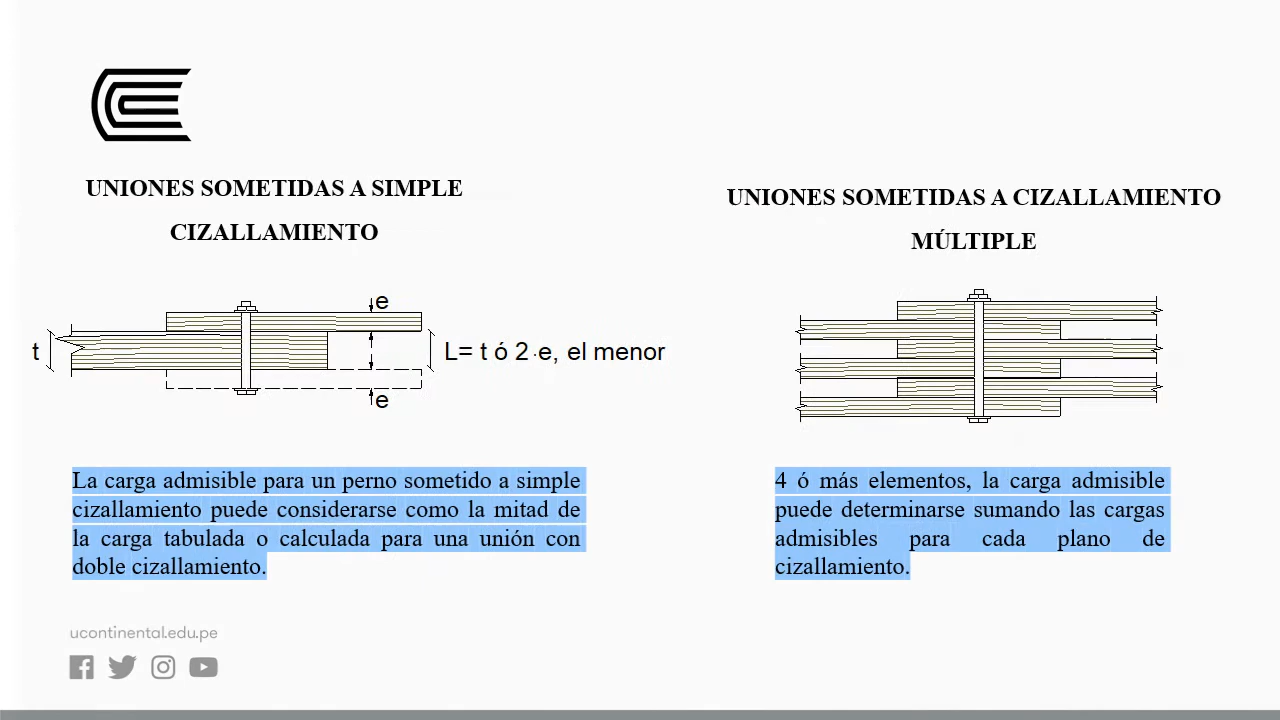 UNIONES SOMETIDAS A SIMPLE
CIZALLAMIENTO
e
t
L= t ó 2·e, el menor
e
La carga admisible para un perno sometido a simple
cizallamiento puede considerarse como la mitad de
la carga tabulada o calculada para una unión con
doble cizallamiento.
UNIONES SOMETIDAS A CIZALLAMIENTO
MÚLTIPLE
4 ó más elementos, la carga admisible
puede determinarse sumando las cargas
admisibles para cada plano de
cizallamiento.
ucontinental.edu.pe